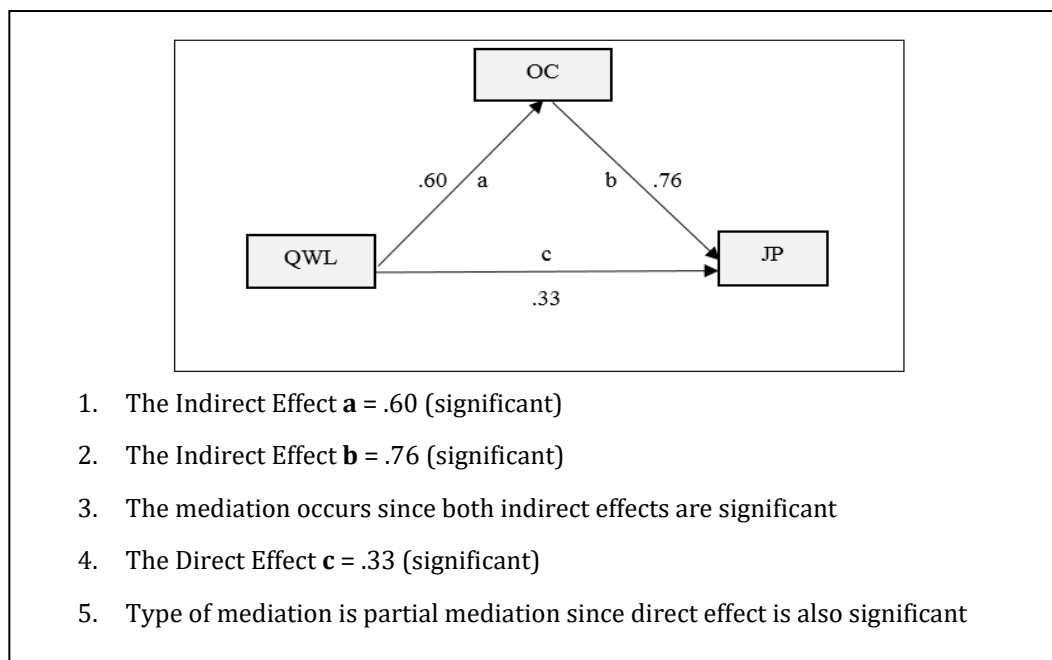 OC
.60 a b .76
QWL c JP
.33
1. The Indirect Effect a = .60 (significant)
2. The Indirect Effect b = .76 (significant)
3. The mediation occurs since both indirect effects are significant
4. The Direct Effect c = .33 (significant)
5. Type of mediation is partial mediation since direct effect is also significant